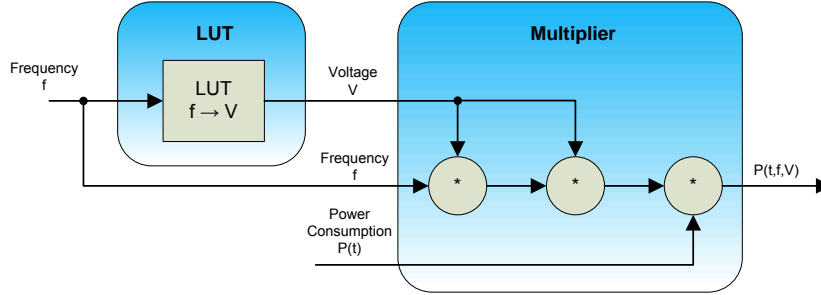 LUT
Multiplier
Frequency
f
LUT
f → V
Voltage
V
Frequency
f
*
*
*
P(t,f,V)
Power
Consumption
P(t)